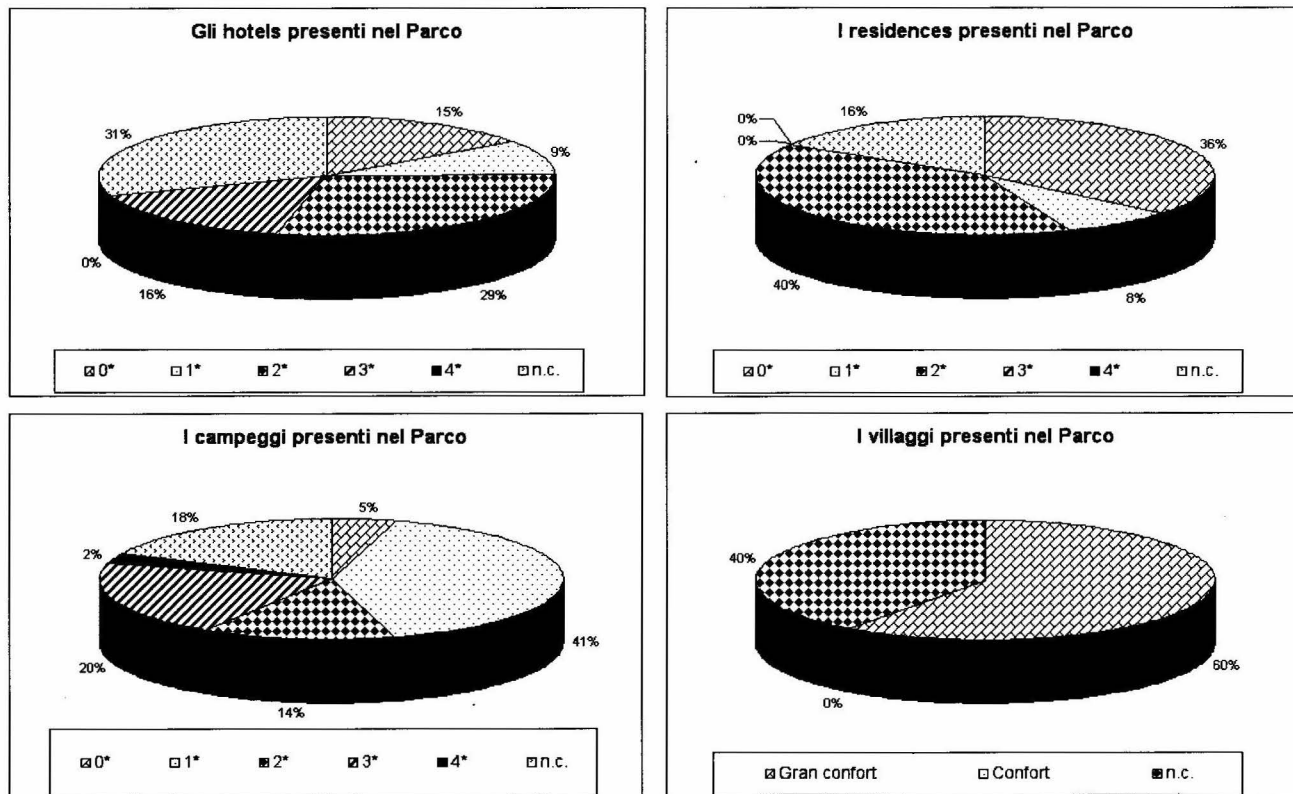 Gli hotels presenti nel Parco
15%
31%
9%
0%
16%
29%
0* 1* 2* 3* 4* n.c.
I residences presenti nel Parco
0%
16%
36%
0%
40%
8%
0* 1* 2* 3* 4* n.c.
I campeggi presenti nel Parco
5%
18%
2%
41%
20%
14%
0* 1* 2* 3* 4* n.c.
I villaggi presenti nel Parco
40%
60%
0%
Gran confort Confort n.c.